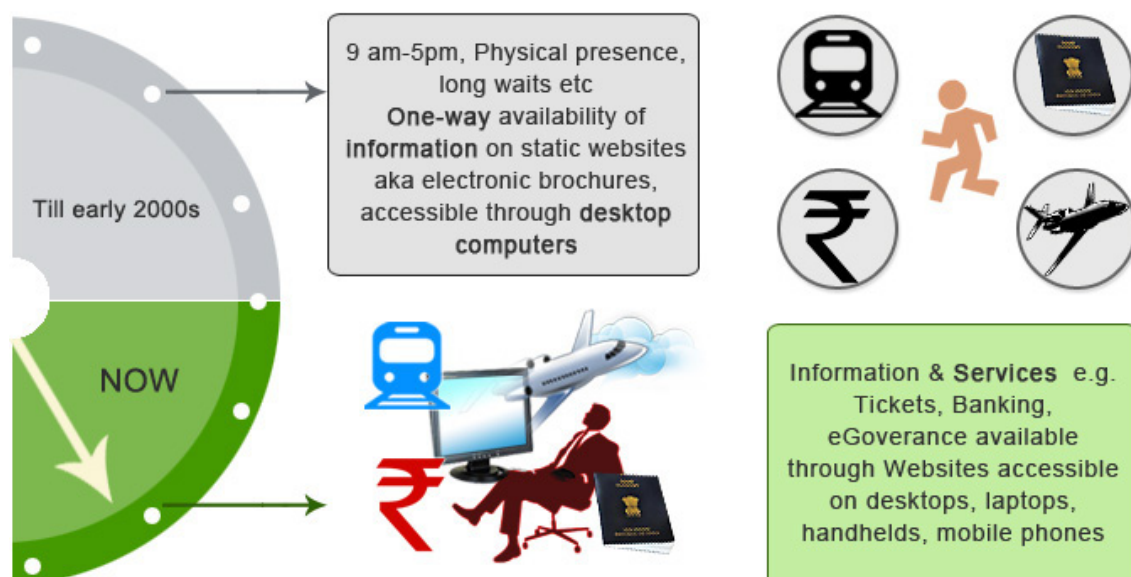 Till early 2000s
9 am-5pm, Physical presence,
long waits etc
One-way availability of
information on static websites
aka electronic brochures,
accessible through desktop
computers
NOW
Information & Services e.g.
Tickets, Banking,
eGoverance available
through Websites accessible
on desktops, laptops,
handhelds, mobile phones